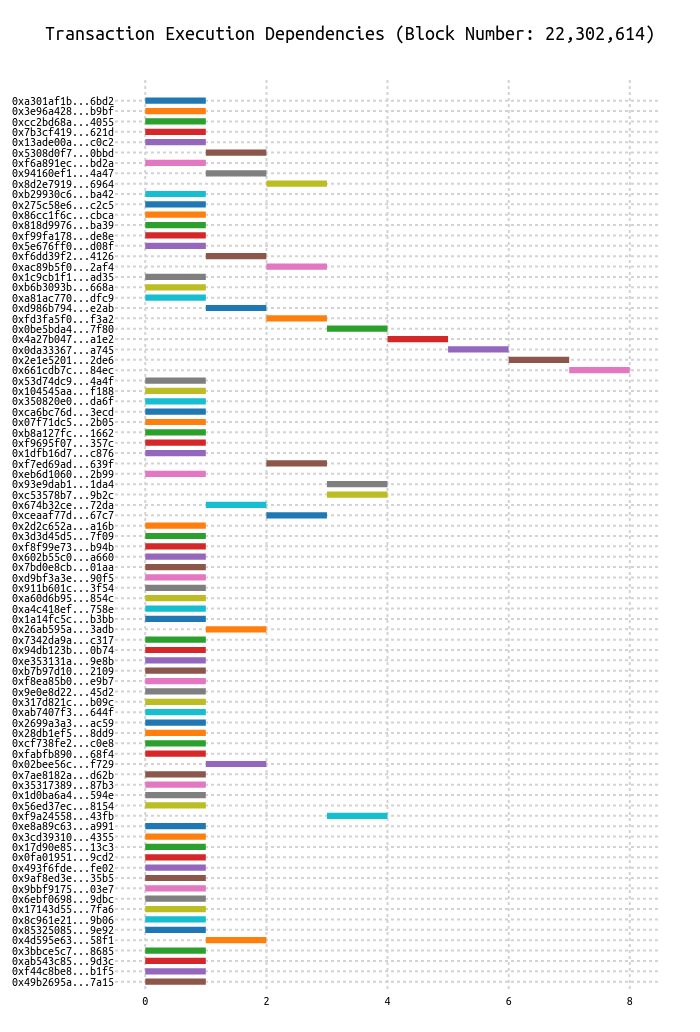 Transaction Execution Dependencies (Block Number: 22,302,614)
0xa301af1b...6bd2
0x3e96a428...b9bf
0xcc2bd68a...4055
0x7b3cf419...621d
0x13ade00a...c0c2
0x5308d0f7...0bbd
0xf6a891ec...bd2a
0x94160ef1...4a47
0x8d2e7919...6964
0xb29930c6...ba42
0x275c58e6...c2c5
0x86cc1f6c...cbca
0x818d9976...ba39
0xf99fa178...de8e
0x5e676ff0...d08f
0xf6dd39f2...4126
0xac89b5f0...2af4
0x1c9cb1f1...ad35
0xb6b3093b...668a
0xa81ac770...dfc9
0xd986b794...e2ab
0xfd3fa5f0...f3a2
0x0be5bda4...7f80
0x4a27b047...a1e2
0x0da33367...a745
0x2e1e5201...2de6
0x661cdb7c...84ec
0x53d74dc9...4a4f
0x104545aa...f188
0x350820e0...da6f
0xca6bc76d...3ecd
0x07f71dc5...2b05
0xb8a127fc...1662
0xf9695f07...357c
0x1dfb16d7...c876
0xf7ed69ad...639f
0xeb6d1060...2b99
0x93e9dab1...1da4
0xc53578b7...9b2c
0x674b32ce...72da
0xceaaf77d...67c7
0x2d2c652a...a16b
0x3d3d45d5...7f09
0xf8f99e73...b94b
0x602b55c0...a660
0x7bd0e8cb...01aa
0xd9bf3a3e...90f5
0x911b601c...3f54
0xa60d6b95...854c
0xa4c418ef...758e
0x1a14fc5c...b3bb
0x26ab595a...3adb
0x7342da9a...c317
0x94db123b...0b74
0xe353131a...9e8b
0xb7b97d10...2109
0xf8ea85b0...e9b7
0x9e0e8d22...45d2
0x317d821c...b09c
0xab7407f3...644f
0x2699a3a3...ac59
0x28db1ef5...8dd9
0xcf738fe2...c0e8
0xfabfb890...68f4
0x02bee56c...f729
0x7ae8182a...d62b
0x35317389...87b3
0x1d0ba6a4...594e
0x56ed37ec...8154
0xf9a24558...43fb
0xe8a89c63...a991
0x3cd39310...4355
0x17d90e85...13c3
0x0fa01951...9cd2
0x493f6fde...fe02
0x9af8ed3e...35b5
0x9bbf9175...03e7
0x6ebf0698...9dbc
0x17143d55...7fa6
0x8c961e21...9b06
0x85325085...9e92
0x4d595e63...58f1
0x3bbce5c7...8685
0xab543c85...9d3c
0xf44c8be8...b1f5
0x49b2695a...7a15
0 2 4 6 8